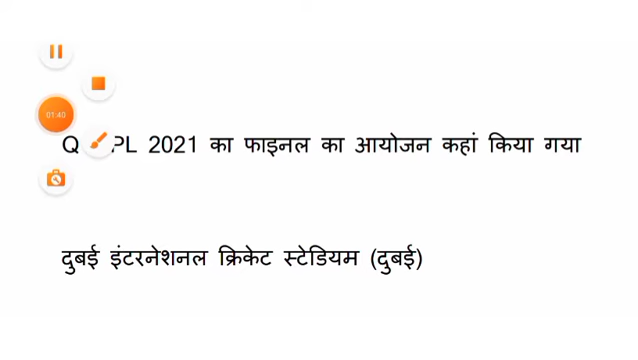 01:40
Q PL 2021 का फाइनल का आयोजन कहां किया गया
दुबई इंटरनेशनल क्रिकेट स्टेडियम (दुबई)